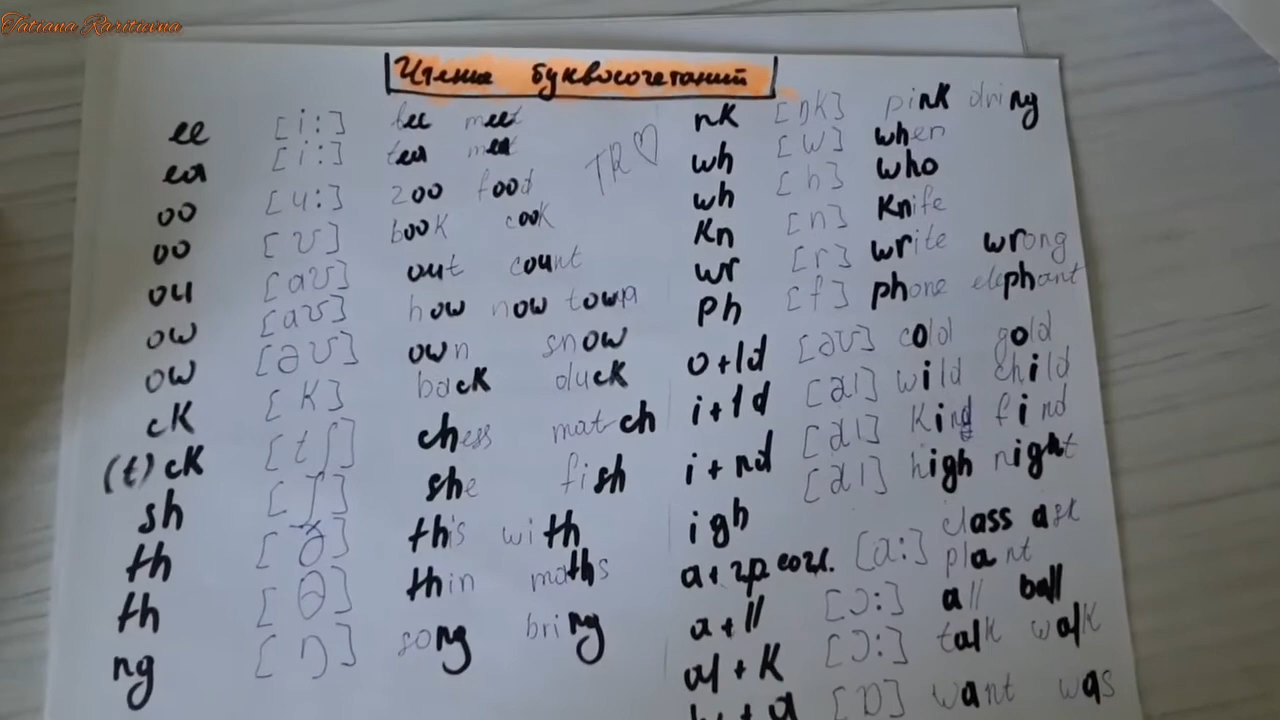 Tatiana Raritiwna
Чтение буквосочетаний
ee [i:] bee meet
ea [i:] tea meat
oo [u:] zoo food
oo [ʊ] book cook
ou [aʊ] out count
ow [aʊ] how now town
ow [əʊ] own snow
ck [k] back duck
(t)ck [tʃ] chess match
sh [ʃ] she fish
th [ð] this with
th [θ] thin maths
ng [ŋ] song bring
TR♡
nk [ŋk] pink dring
wh [w] when
wh [h] who
kn [n] knife
wr [r] write wrong
ph [f] phone elephant
o+ld [əʊ] cold gold
i+ld [aɪ] wild child
i+nd [aɪ] kind find
igh [aɪ] high night
a+гр согл. [a:] class ask plant
a+ll [ɔ:] all ball
al+k [ɔ:] talk walk
+a [ɒ] want was